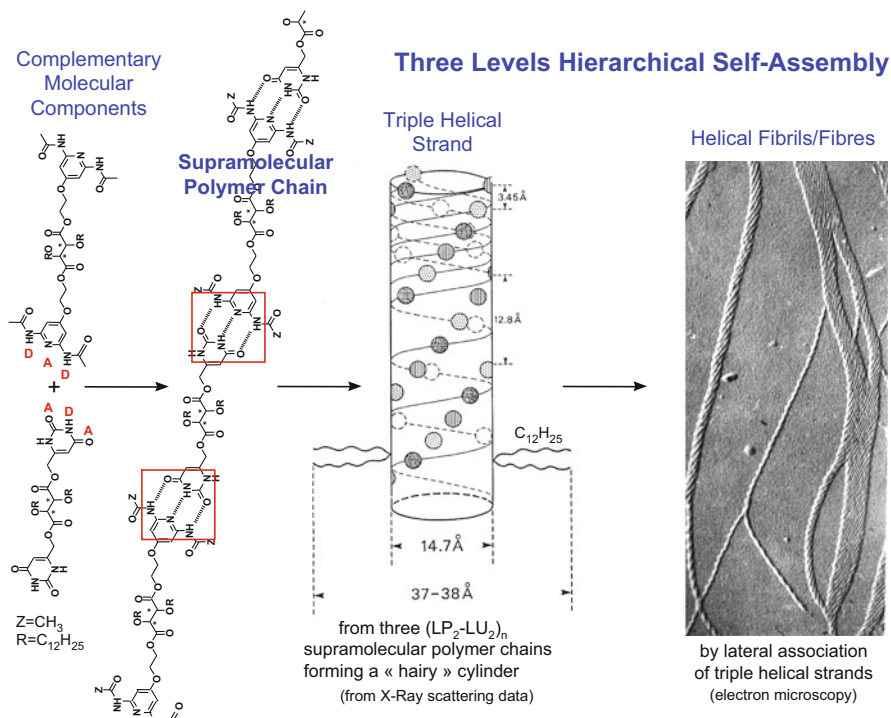 Three Levels Hierarchical Self-Assembly
Complementary
Molecular
Components
D
A
D
+
A
D
A
Z=CH3
R=C12H25
Supramolecular
Polymer Chain
Triple Helical
Strand
3.45Å
12.8Å
C12H25
14.7Å
37–38Å
from three (LP2-LU2)n
supramolecular polymer chains
forming a « hairy » cylinder
(from X-Ray scattering data)
Helical Fibrils/Fibres
by lateral association
of triple helical strands
(electron microscopy)